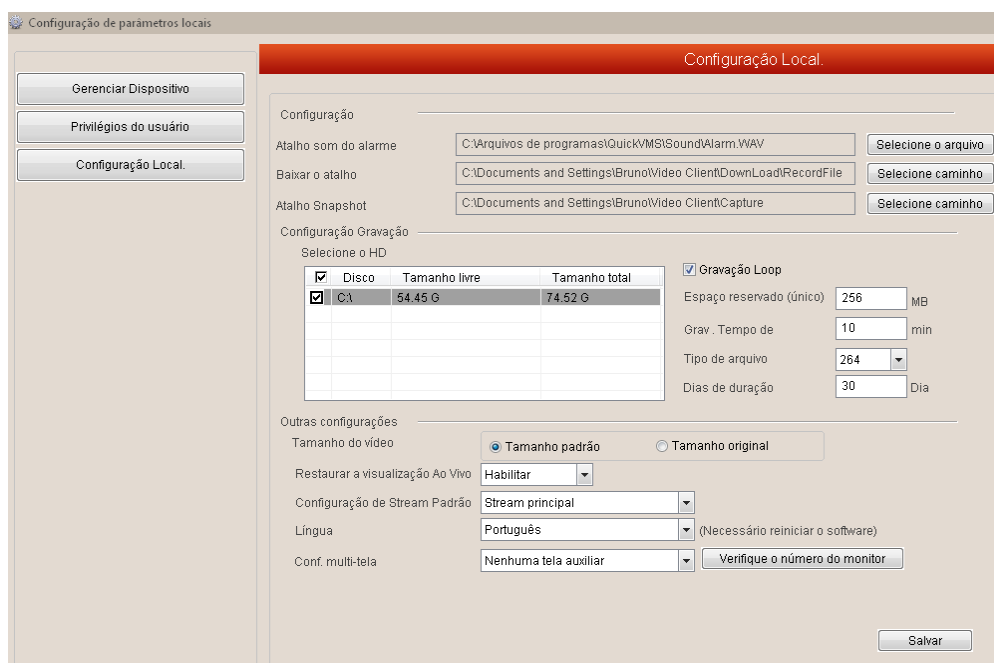 Configuração de parâmetros locais
Configuração Local.
Gerenciar Dispositivo
Privilégios do usuário
Configuração Local.
Configuração
Atalho som do alarme C:\Arquivos de programas\QuickVMS\Sound\Alarm.WAV Selecione o arquivo
Baixar o atalho C:\Documents and Settings\Bruno\Video Client\DownLoad\RecordFile Selecione caminho
Atalho Snapshot C:\Documents and Settings\Bruno\Video Client\Capture Selecione caminho
Configuração Gravação
Selecione o HD
Disco Tamanho livre Tamanho total
C:\ 54.45 G 74.52 G
Gravação Loop
Espaço reservado (único) 256 MB
Grav . Tempo de 10 min
Tipo de arquivo 264
Dias de duração 30 Dia
Outras configurações
Tamanho do vídeo Tamanho padrão Tamanho original
Restaurar a visualização Ao Vivo Habilitar
Configuração de Stream Padrão Stream principal
Língua Português (Necessário reiniciar o software)
Conf. multi-tela Nenhuma tela auxiliar Verifique o número do monitor
Salvar